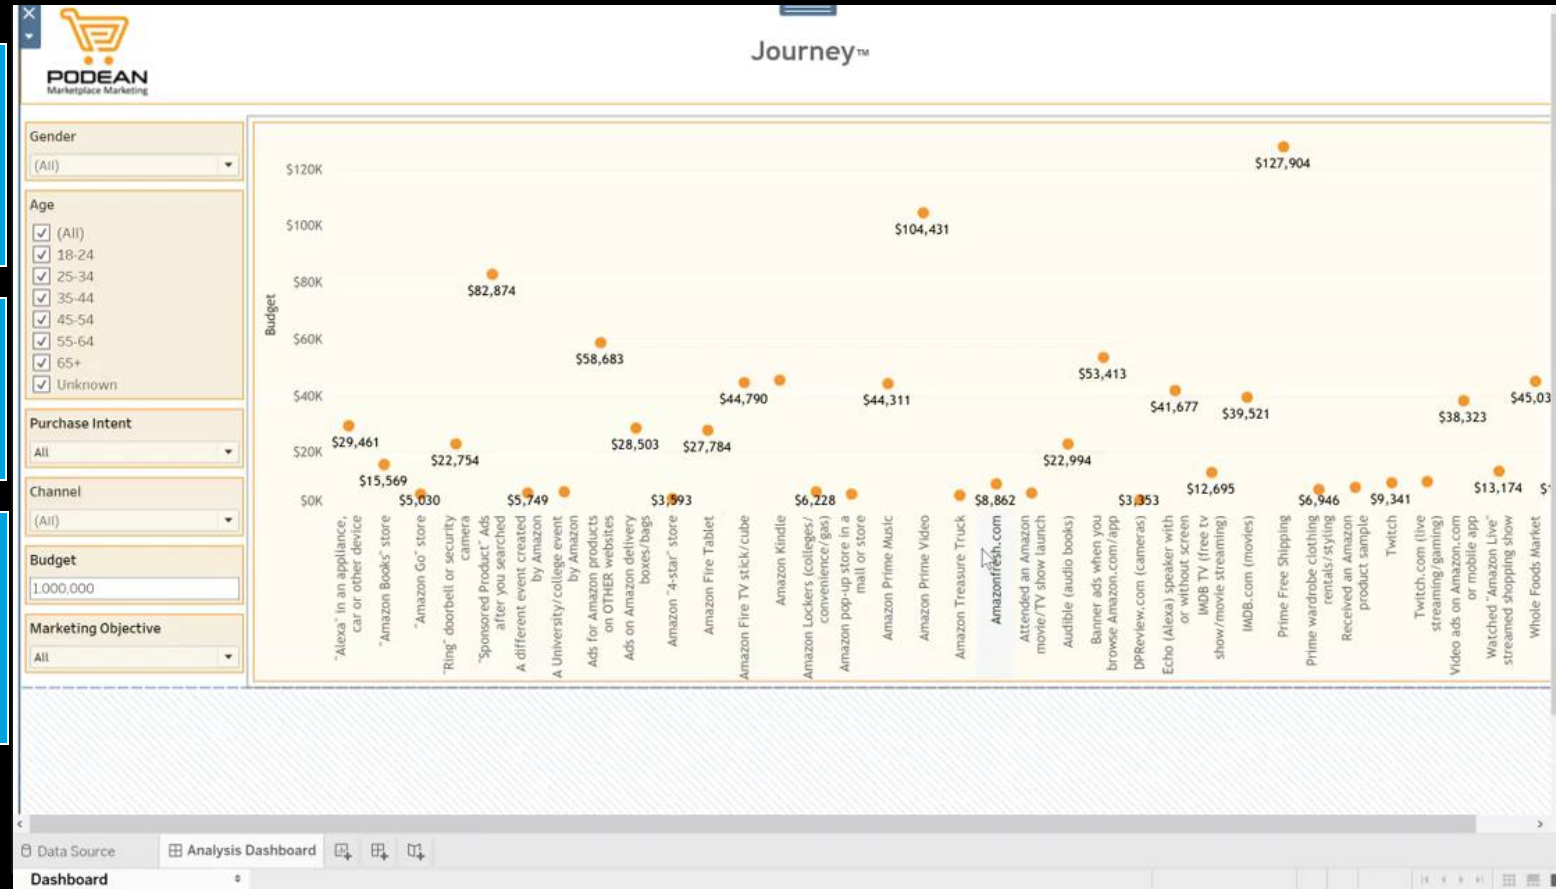 PODEAN
Marketplace Marketing
Journey™
Gender
(All)
Age
(All)
18-24
25-34
35-44
45-54
55-64
65+
Unknown
Purchase Intent
All
Channel
(All)
Budget
1,000,000
Marketing Objective
All
Budget
$120K
$100K
$80K
$60K
$40K
$20K
$0K
$29,461
$15,569
$5,030
$22,754
$82,874
$5,749
$58,683
$28,503
$3,593
$27,784
$44,790
$6,228
$44,311
$104,431
$8,862
$22,994
$53,413
$3,353
$41,677
$12,695
$39,521
$127,904
$6,946
$9,341
$38,323
$13,174
$45,03
"Alexa" in an appliance,
car or other device
"Amazon Books" store
"Amazon Go" store
"Ring" doorbell or security
camera
"Sponsored Product" Ads
after you searched
A different event created
by Amazon
A University/college event
by Amazon
Ads for Amazon products
on OTHER websites
Ads on Amazon delivery
boxes/bags
Amazon "4-star" store
Amazon Fire Tablet
Amazon Fire TV stick/cube
Amazon Kindle
Amazon Lockers (colleges/
convenience/gas)
Amazon pop-up store in a
mall or store
Amazon Prime Music
Amazon Prime Video
Amazon Treasure Truck
Amazonfresh.com
Attended an Amazon
movie/TV show launch
Audible (audio books)
Banner ads when you
browse Amazon.com/app
DPReview.com (cameras)
Echo (Alexa) speaker with
or without screen
IMDB TV (free tv
show/movie streaming)
IMDB.com (movies)
Prime Free Shipping
Prime wardrobe clothing
rentals/styling
Received an Amazon
product sample
Twitch
Twitch.com (live
streaming/gaming)
Video ads on Amazon.com
or mobile app
Watched "Amazon Live"
streamed shopping show
Whole Foods Market
Data Source
Analysis Dashboard
Dashboard